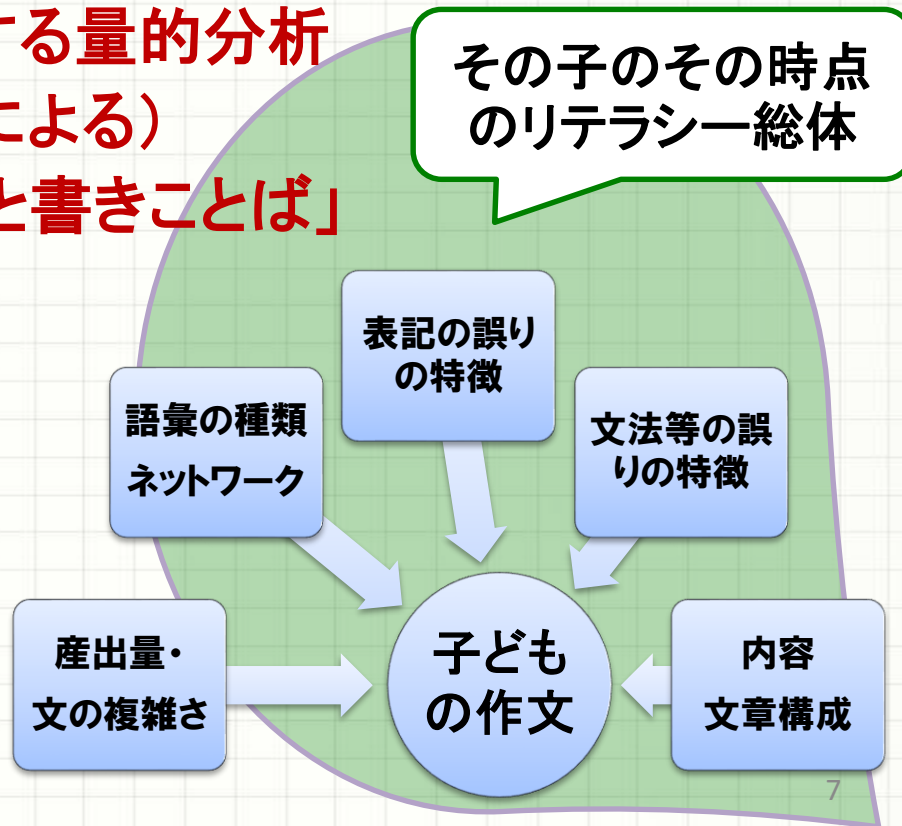 る量的分析
による)
と書きことば」
その子のその時点
のリテラシー総体
表記の誤り
の特徴
語彙の種類
ネットワーク
文法等の誤
りの特徴
産出量・
文の複雑さ
子ども
の作文
内容
文章構成
7